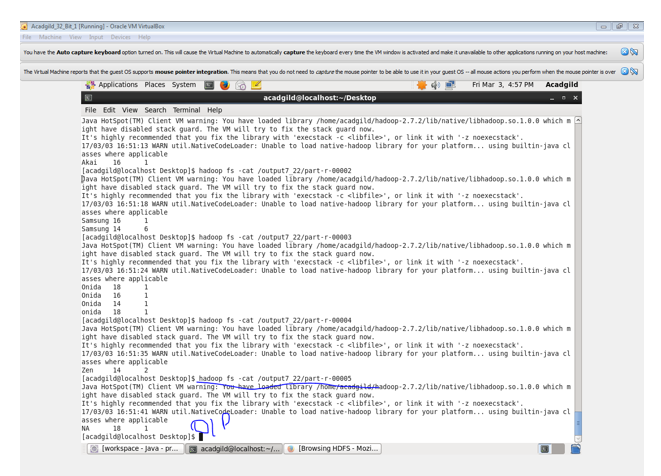 Acadgild_32_Bit_1 [Running] - Oracle VM VirtualBox
File Machine View Input Devices Help
You have the Auto capture keyboard option turned on. This will cause the Virtual Machine to automatically capture the keyboard every time the VM window is activated and make it unavailable to other applications running on your host machine:
The Virtual Machine reports that the guest OS supports mouse pointer integration. This means that you do not need to capture the mouse pointer to be able to use it in your guest OS -- all mouse actions you perform when the mouse pointer is over
Applications Places System Fri Mar 3, 4:57 PM Acadgild
acadgild@localhost:~/Desktop
File Edit View Search Terminal Help
Java HotSpot(TM) Client VM warning: You have loaded library /home/acadgild/hadoop-2.7.2/lib/native/libhadoop.so.1.0.0 which m
ight have disabled stack guard. The VM will try to fix the stack guard now.
It's highly recommended that you fix the library with 'execstack -c <libfile>', or link it with '-z noexecstack'.
17/03/03 16:51:13 WARN util.NativeCodeLoader: Unable to load native-hadoop library for your platform... using builtin-java cl
asses where applicable
Akai 16 1
[acadgild@localhost Desktop]$ hadoop fs -cat /output7_22/part-r-00002
Java HotSpot(TM) Client VM warning: You have loaded library /home/acadgild/hadoop-2.7.2/lib/native/libhadoop.so.1.0.0 which m
ight have disabled stack guard. The VM will try to fix the stack guard now.
It's highly recommended that you fix the library with 'execstack -c <libfile>', or link it with '-z noexecstack'.
17/03/03 16:51:18 WARN util.NativeCodeLoader: Unable to load native-hadoop library for your platform... using builtin-java cl
asses where applicable
Samsung 16 1
Samsung 14 6
[acadgild@localhost Desktop]$ hadoop fs -cat /output7_22/part-r-00003
Java HotSpot(TM) Client VM warning: You have loaded library /home/acadgild/hadoop-2.7.2/lib/native/libhadoop.so.1.0.0 which m
ight have disabled stack guard. The VM will try to fix the stack guard now.
It's highly recommended that you fix the library with 'execstack -c <libfile>', or link it with '-z noexecstack'.
17/03/03 16:51:24 WARN util.NativeCodeLoader: Unable to load native-hadoop library for your platform... using builtin-java cl
asses where applicable
Onida 18 1
Onida 16 1
Onida 14 1
onida 18 1
[acadgild@localhost Desktop]$ hadoop fs -cat /output7_22/part-r-00004
Java HotSpot(TM) Client VM warning: You have loaded library /home/acadgild/hadoop-2.7.2/lib/native/libhadoop.so.1.0.0 which m
ight have disabled stack guard. The VM will try to fix the stack guard now.
It's highly recommended that you fix the library with 'execstack -c <libfile>', or link it with '-z noexecstack'.
17/03/03 16:51:35 WARN util.NativeCodeLoader: Unable to load native-hadoop library for your platform... using builtin-java cl
asses where applicable
Zen 14 2
[acadgild@localhost Desktop]$ hadoop fs -cat /output7_22/part-r-00005
Java HotSpot(TM) Client VM warning: You have loaded library /home/acadgild/hadoop-2.7.2/lib/native/libhadoop.so.1.0.0 which m
ight have disabled stack guard. The VM will try to fix the stack guard now.
It's highly recommended that you fix the library with 'execstack -c <libfile>', or link it with '-z noexecstack'.
17/03/03 16:51:41 WARN util.NativeCodeLoader: Unable to load native-hadoop library for your platform... using builtin-java cl
asses where applicable
NA 18 1
O/P
[acadgild@localhost Desktop]$
[workspace - Java - pr... acadgild@localhost:~/... [Browsing HDFS - Mozi...